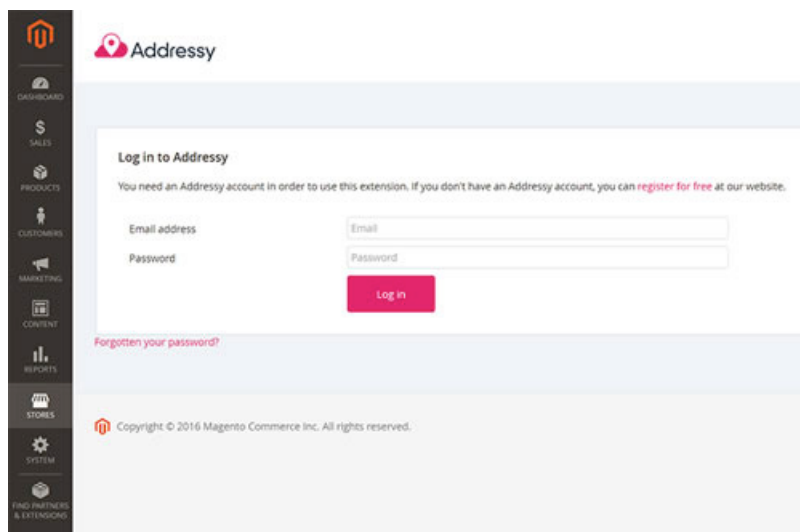 Addressy
DASHBOARD
$
SALES
PRODUCTS
CUSTOMERS
MARKETING
CONTENT
REPORTS
STORES
SYSTEM
FIND PARTNERS
& EXTENSIONS
Log in to Addressy
You need an Addressy account in order to use this extension. If you don't have an Addressy account, you can register for free at our website.
Email address
Email
Password
Password
Log in
Forgotten your password?
Copyright © 2016 Magento Commerce Inc. All rights reserved.